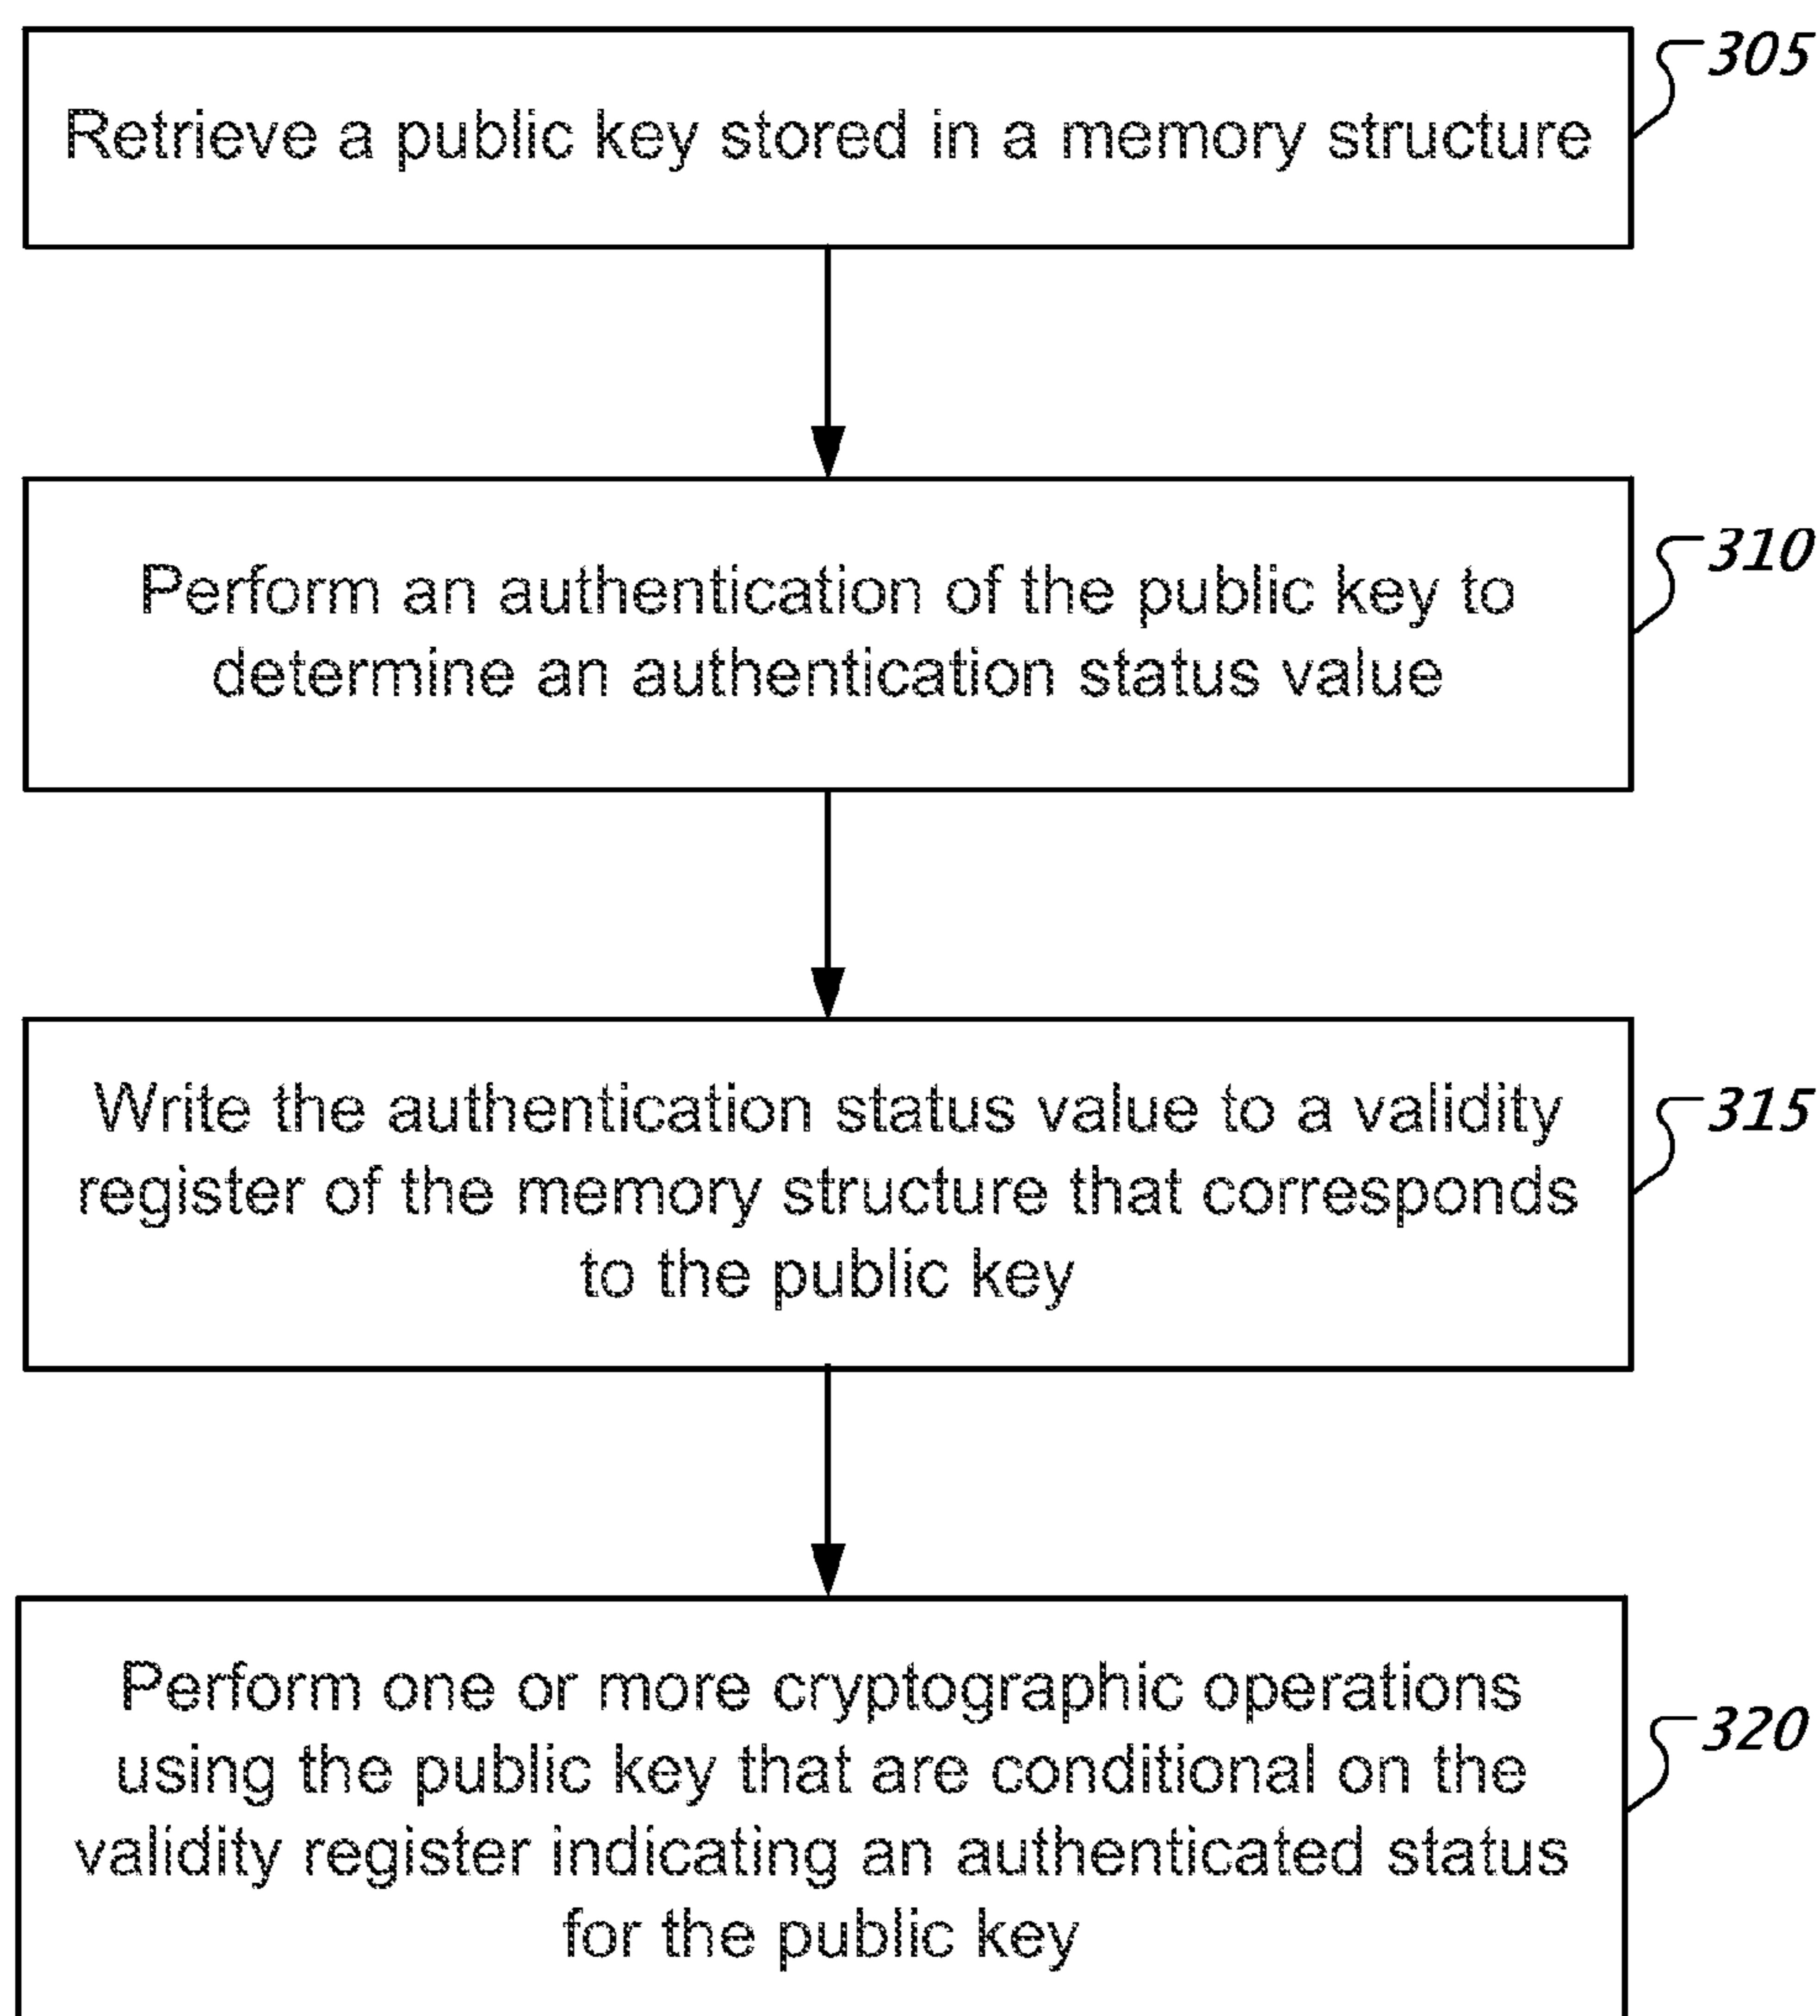 305
Retrieve a public key stored in a memory structure
310
Perform an authentication of the public key to
determine an authentication status value
315
Write the authentication status value to a validity
register of the memory structure that corresponds
to the public key
320
Perform one or more cryptographic operations
using the public key that are conditional on the
validity register indicating an authenticated status
for the public key